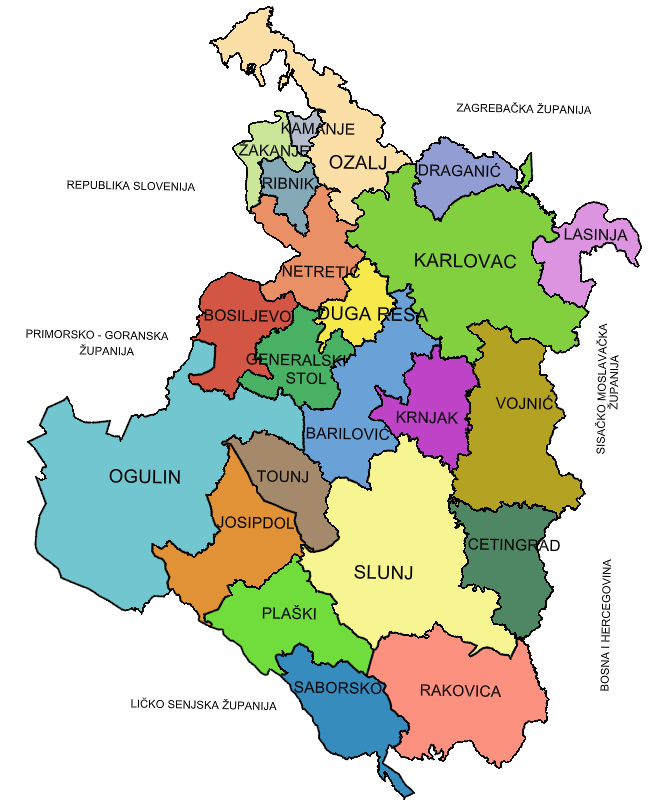 ZAGREBAČKA ŽUPANIJA
KAMANJE
ŽAKANJE
OZALJ
DRAGANIĆ
REPUBLIKA SLOVENIJA
RIBNIK
LASINJA
KARLOVAC
NETRETIĆ
BOSILJEVO
DUGA RESA
PRIMORSKO - GORANSKA
ŽUPANIJA
GENERALSKI
STOL
SISAČKO MOSLAVAČKA
ŽUPANIJA
VOJNIĆ
KRNJAK
BARILOVIĆ
OGULIN
TOUNJ
JOSIPDOL
CETINGRAD
SLUNJ
PLAŠKI
BOSNA I HERCEGOVINA
SABORSKO
RAKOVICA
LIČKO SENJSKA ŽUPANIJA